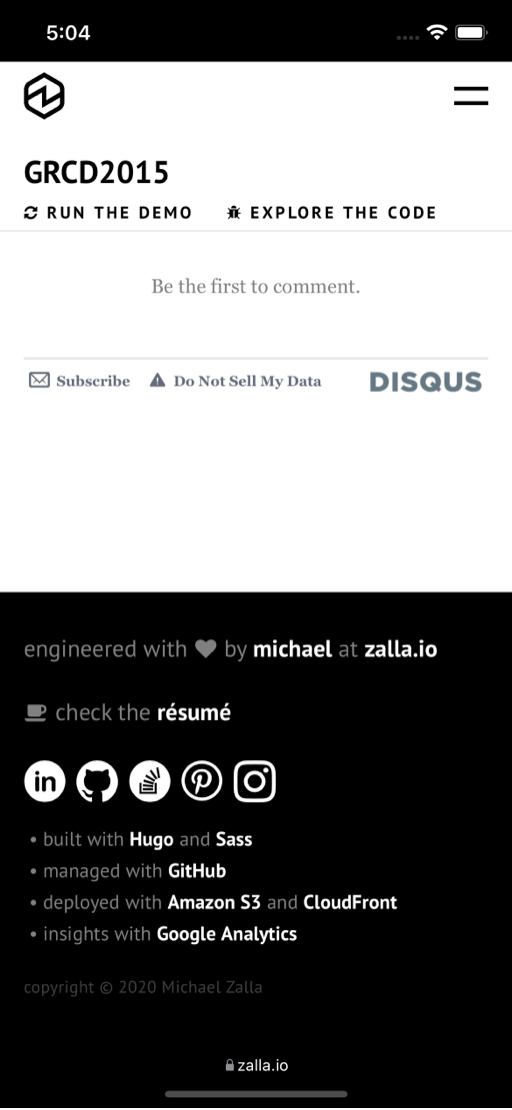 5:04
GRCD2015
RUN THE DEMO EXPLORE THE CODE
Be the first to comment.
Subscribe Do Not Sell My Data DISQUS
engineered with ♥ by michael at zalla.io
check the résumé
in
• built with Hugo and Sass
• managed with GitHub
• deployed with Amazon S3 and CloudFront
• insights with Google Analytics
copyright © 2020 Michael Zalla
zalla.io